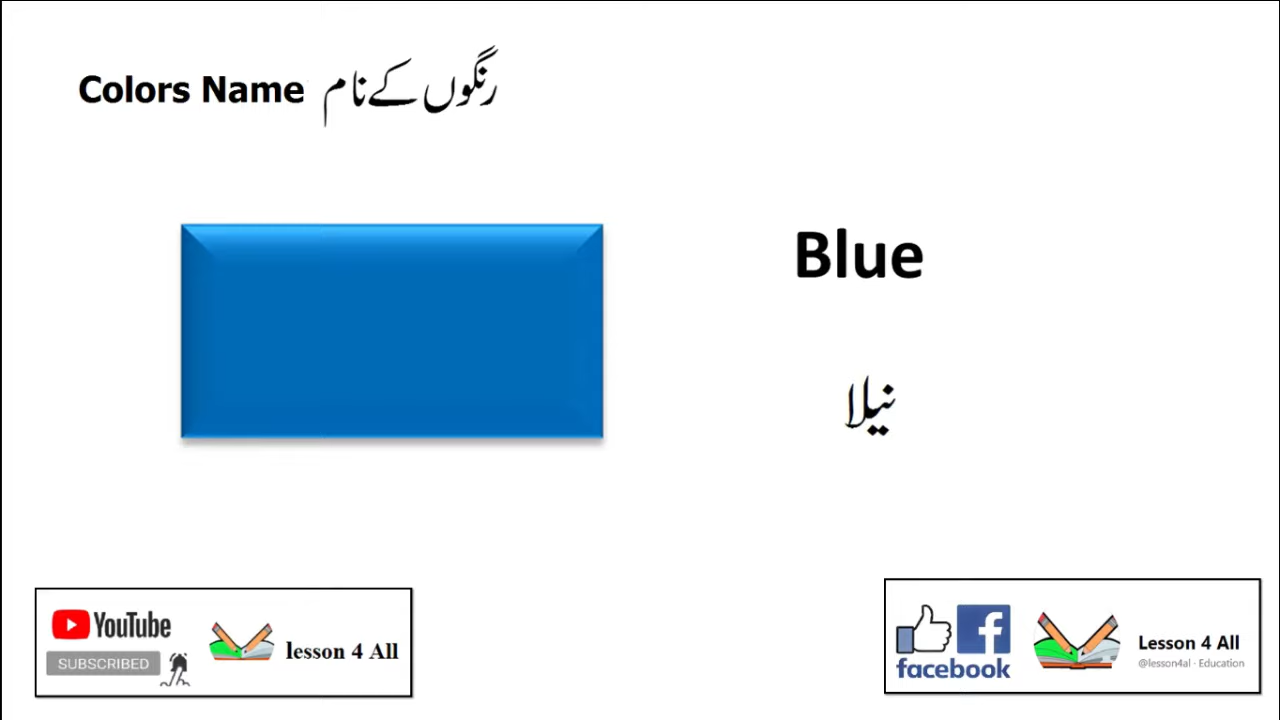 Colors Name رنگوں کے نام
Blue
نیلا
YouTube
SUBSCRIBED
lesson 4 All
facebook
Lesson 4 All
@lesson4al · Education